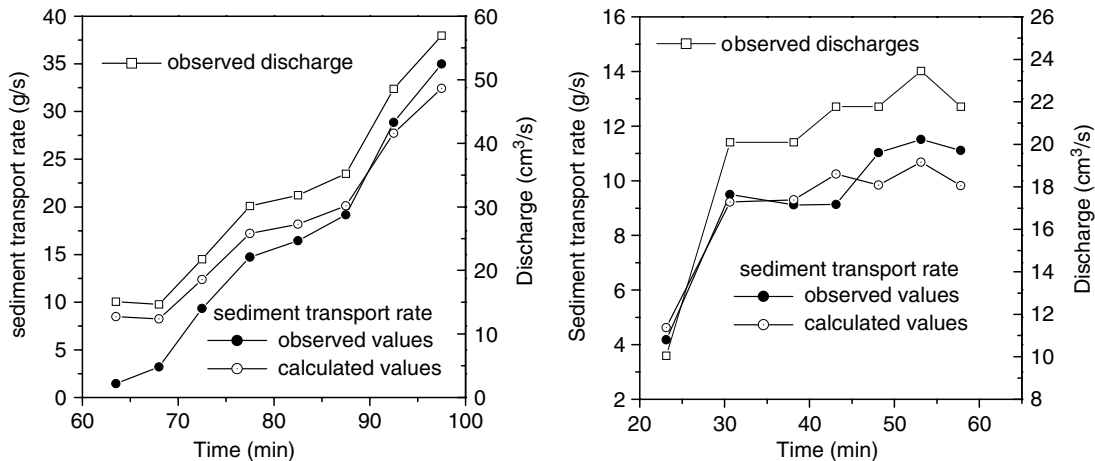 40
35
30
25
20
15
10
5
0
sediment transport rate (g/s)
observed discharge
sediment transport rate
observed values
calculated values
60
50
40
30
20
10
0
Discharge (cm³/s)
60 70 80 90 100
Time (min)
16
14
12
10
8
6
4
2
Sediment transport rate (g/s)
observed discharges
sediment transport rate
observed values
calculated values
26
24
22
20
18
16
14
12
10
8
Discharge (cm³/s)
20 30 40 50 60
Time (min)